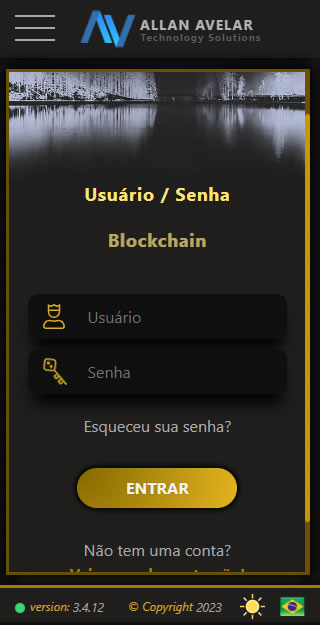 ALLAN AVELAR
Technology Solutions
Usuário / Senha
Blockchain
Usuário
Senha
Esqueceu sua senha?
ENTRAR
Não tem uma conta?
version: 3.4.12
© Copyright 2023